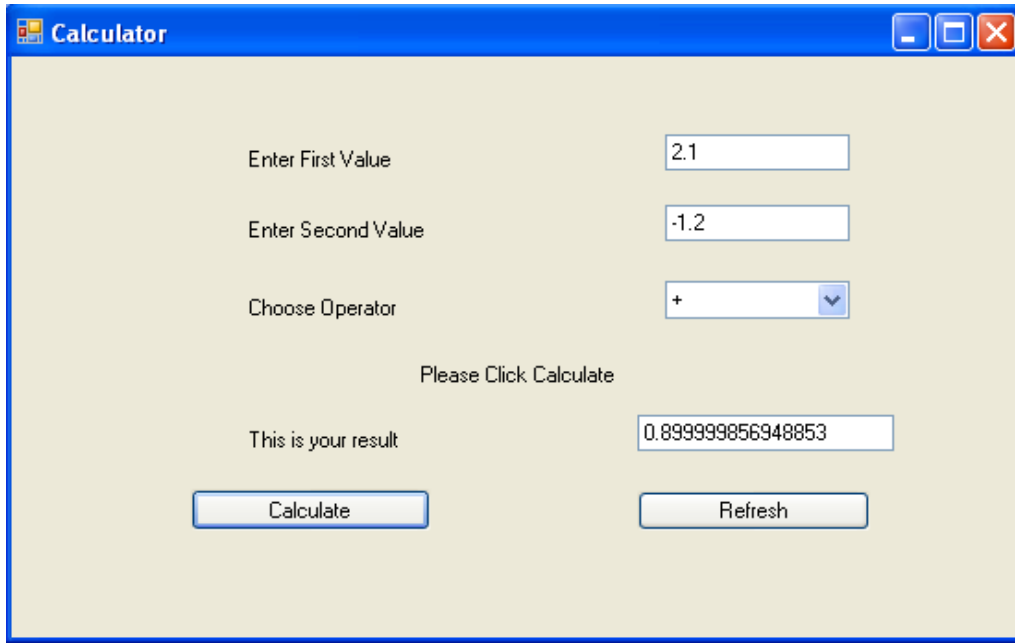 Calculator
Enter First Value 2.1
Enter Second Value -1.2
Choose Operator +
Please Click Calculate
This is your result 0.899999856948853
Calculate Refresh